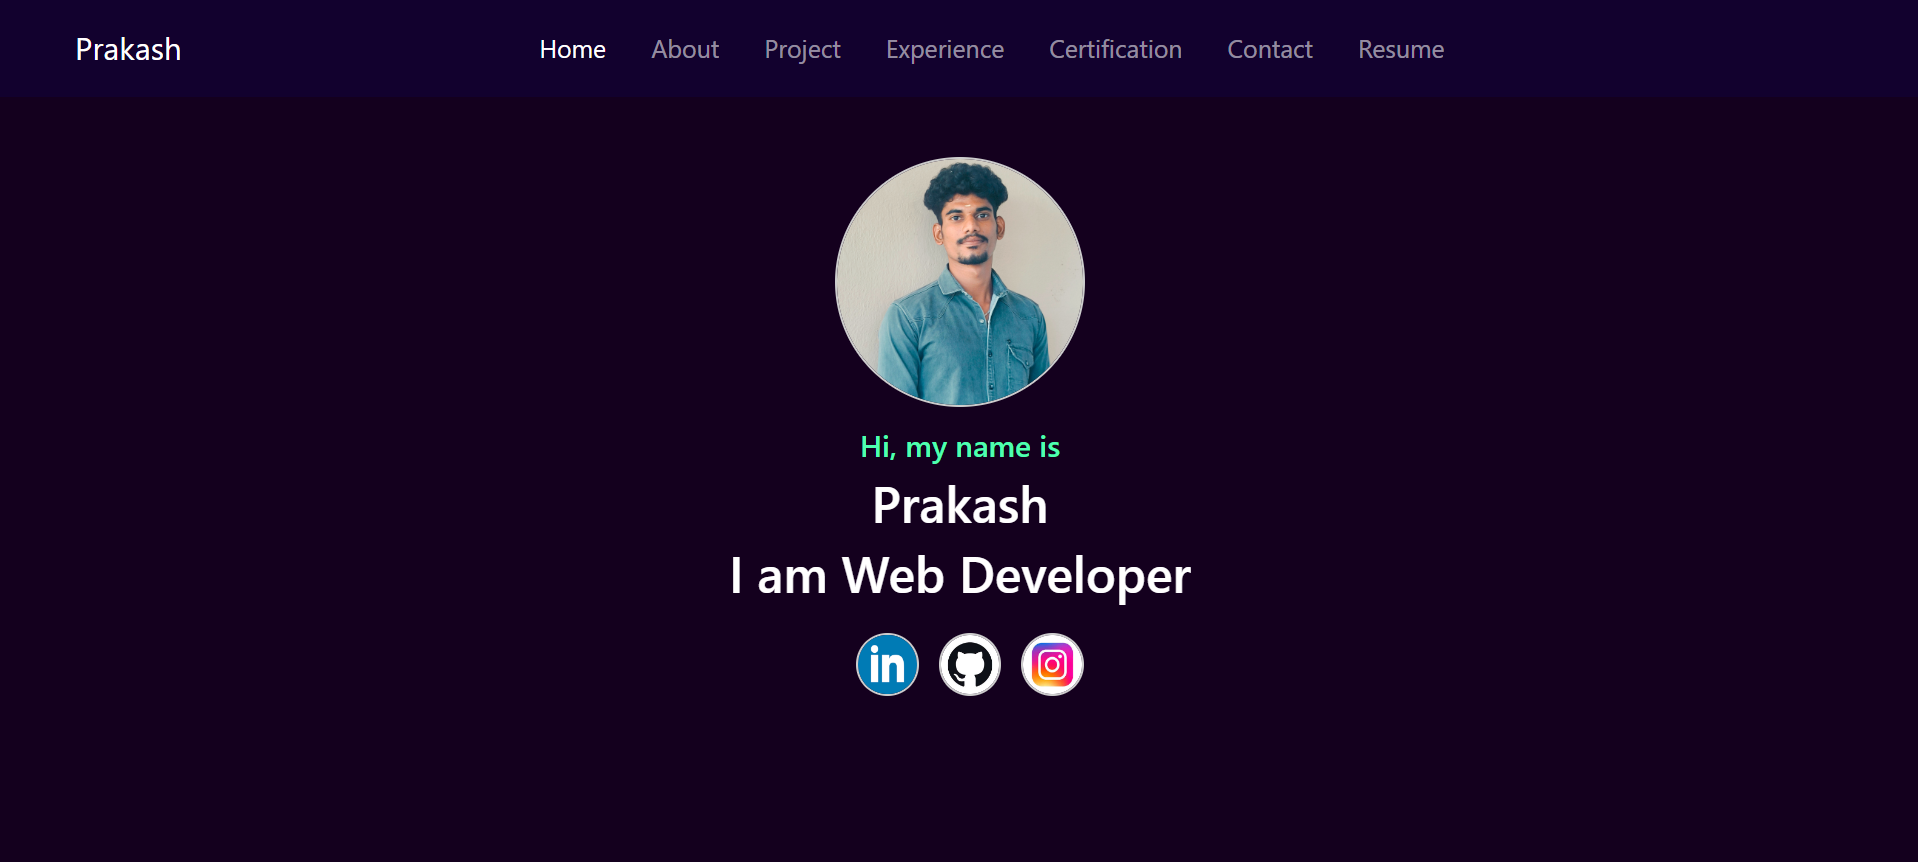 Prakash Home About Project Experience Certification Contact Resume
Hi, my name is
Prakash
I am Web Developer
in